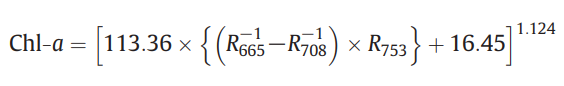 Chl-a = [113.36 × {(R₆₆₅⁻¹−R₇₀₈⁻¹) × R₇₅₃} + 16.45]¹·¹²⁴